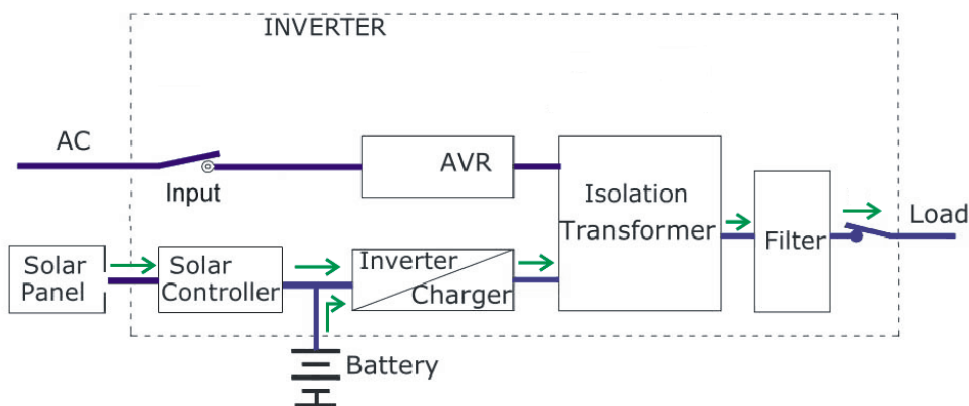 INVERTER
AC
Input
AVR
Isolation
Transformer
Filter
Load
Solar
Panel
Solar
Controller
Inverter
Charger
Battery